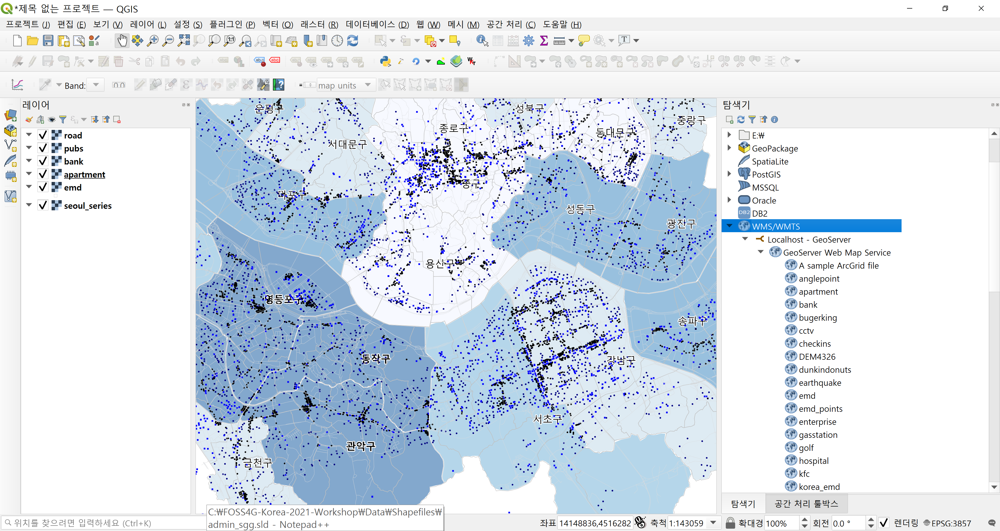 *제목 없는 프로젝트 — QGIS
프로젝트 (J) 편집 (E) 보기 (V) 레이어 (L) 설정 (S) 플러그인 (P) 벡터 (O) 래스터 (R) 데이터베이스 (D) 웹 (W) 메시 (M) 공간 처리 (C) 도움말 (H)
Band: map units
레이어
road
pubs
bank
apartment
emd
seoul_series
은평구 성북구 중랑구
종로구 동대문구
서대문구
중구
마포구
성동구
광진구
용산구
영등포구
송파구
동작구 강남구
서초구
관악구
금천구
탐색기
E:₩
GeoPackage
SpatiaLite
PostGIS
MSSQL
Oracle
DB2 DB2
WMS/WMTS
Localhost - GeoServer
GeoServer Web Map Service
A sample ArcGrid file
anglepoint
apartment
bank
bugerking
cctv
checkins
DEM4326
dunkindonuts
earthquake
emd
emd_points
enterprise
gasstation
golf
hospital
kfc
korea_emd
탐색기 공간 처리 툴박스
C:₩FOSS4G-Korea-2021-Workshop₩Data₩Shapefiles₩
admin_sgg.sld - Notepad++
위치를 찾으려면 입력하세요 (Ctrl+K) 좌표 14148836,4516282 축척 1:143059 확대경 100% 회전 0.0 ° 렌더링 EPSG:3857